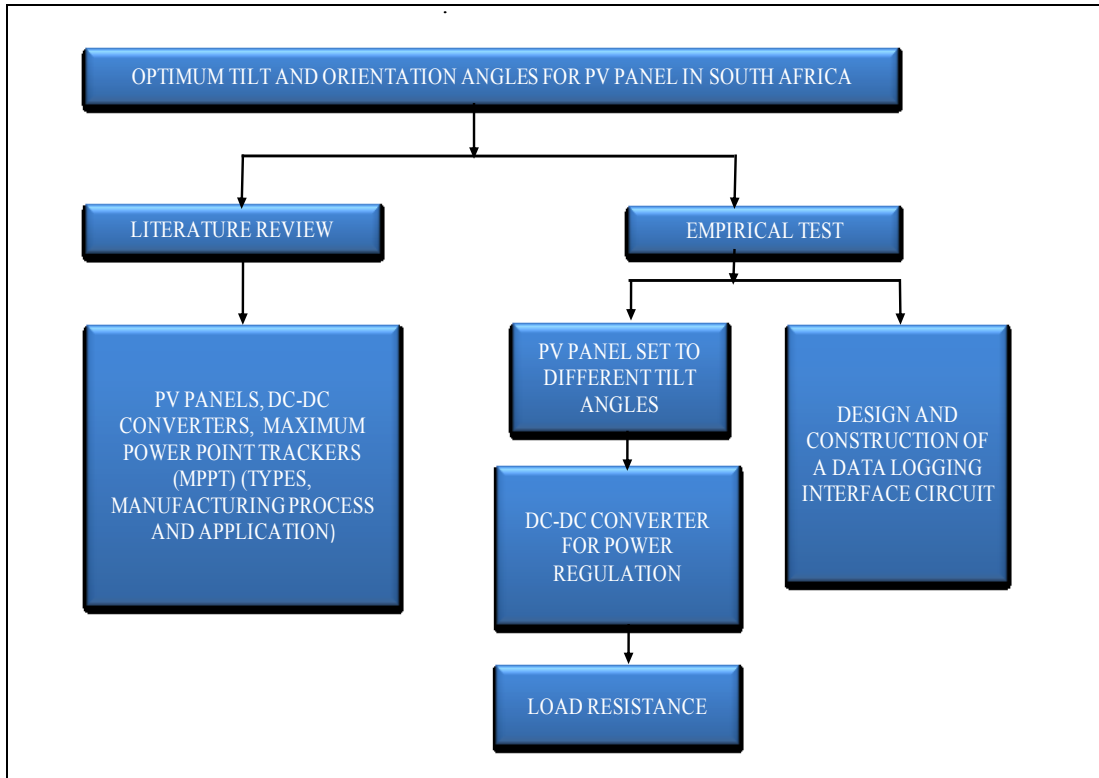 OPTIMUM TILT AND ORIENTATION ANGLES FOR PV PANEL IN SOUTH AFRICA
LITERATURE REVIEW
EMPIRICAL TEST
PV PANELS, DC-DC
CONVERTERS, MAXIMUM
POWER POINT TRACKERS
(MPPT) (TYPES,
MANUFACTURING PROCESS
AND APPLICATION)
PV PANEL SET TO
DIFFERENT TILT
ANGLES
DESIGN AND
CONSTRUCTION OF
A DATA LOGGING
INTERFACE CIRCUIT
DC-DC CONVERTER
FOR POWER
REGULATION
LOAD RESISTANCE